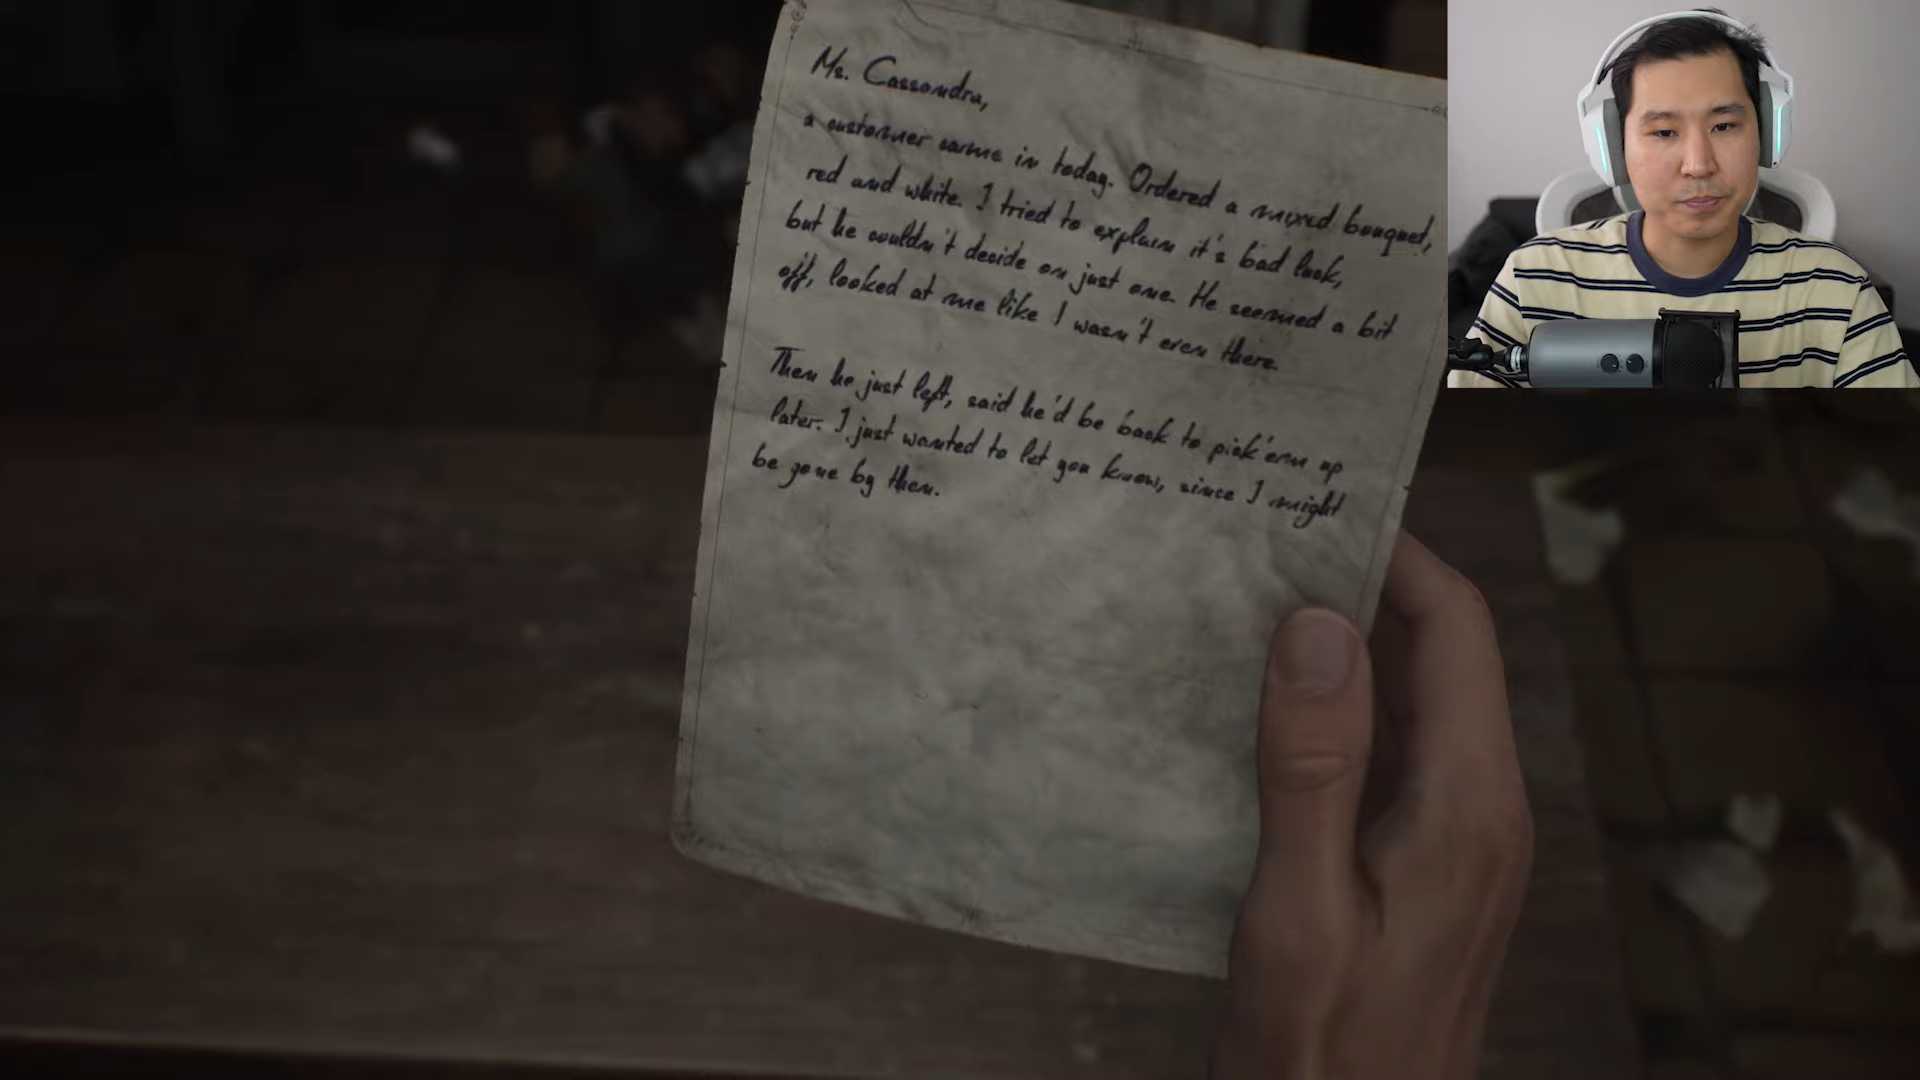 Ms. Cassandra,
a customer came in today. Ordered a mixed bouquet,
red and white. I tried to explain it's bad luck,
but he couldn't decide on just one. He seemed a bit
off, looked at me like I wasn't even there.
Then he just left, said he'd be back to pick'em up
later. I just wanted to let you know, since I might
be gone by then.